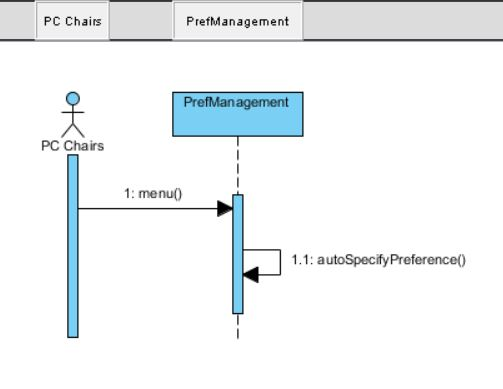 PC Chairs
PrefManagement
PrefManagement
PC Chairs
1: menu()
1.1: autoSpecifyPreference()